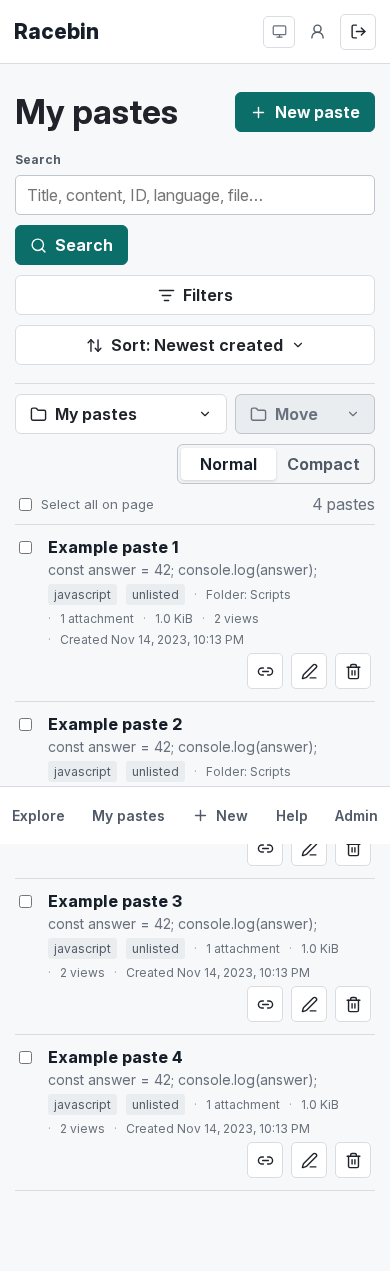 Racebin
My pastes
New paste
Search
Title, content, ID, language, file…
Search
Filters
Sort: Newest created
My pastes
Move
Normal
Compact
Select all on page
4 pastes
Example paste 1
const answer = 42; console.log(answer);
javascript unlisted · Folder: Scripts
· 1 attachment · 1.0 KiB · 2 views
· Created Nov 14, 2023, 10:13 PM
Example paste 2
const answer = 42; console.log(answer);
javascript unlisted · Folder: Scripts
Explore My pastes New Help Admin
Example paste 3
const answer = 42; console.log(answer);
javascript unlisted · 1 attachment · 1.0 KiB
· 2 views · Created Nov 14, 2023, 10:13 PM
Example paste 4
const answer = 42; console.log(answer);
javascript unlisted · 1 attachment · 1.0 KiB
· 2 views · Created Nov 14, 2023, 10:13 PM